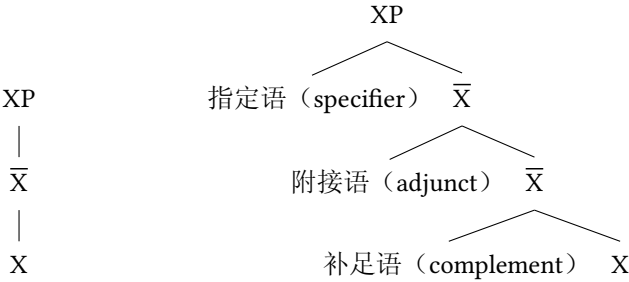 XP
XP
指定语（specifier） X̅
X̅
附接语（adjunct） X̅
X
补足语（complement） X